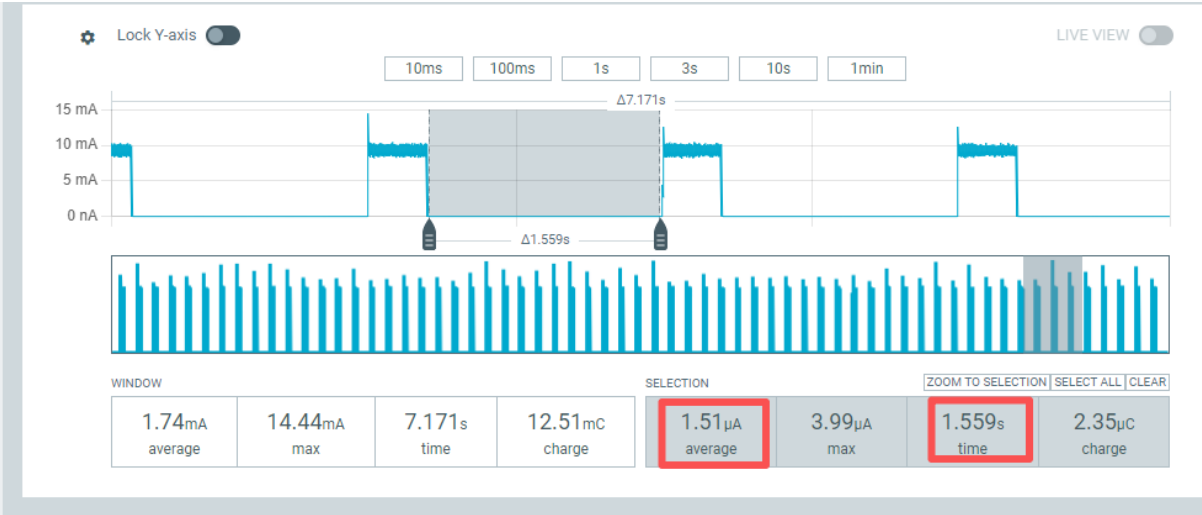 Lock Y-axis LIVE VIEW
10ms 100ms 1s 3s 10s 1min
Δ7.171s
15 mA
10 mA
5 mA
0 nA
Δ1.559s
WINDOW SELECTION ZOOM TO SELECTION SELECT ALL CLEAR
1.74mA 14.44mA 7.171s 12.51mC 1.51μA 3.99μA 1.559s 2.35μC
average max time charge average max time charge